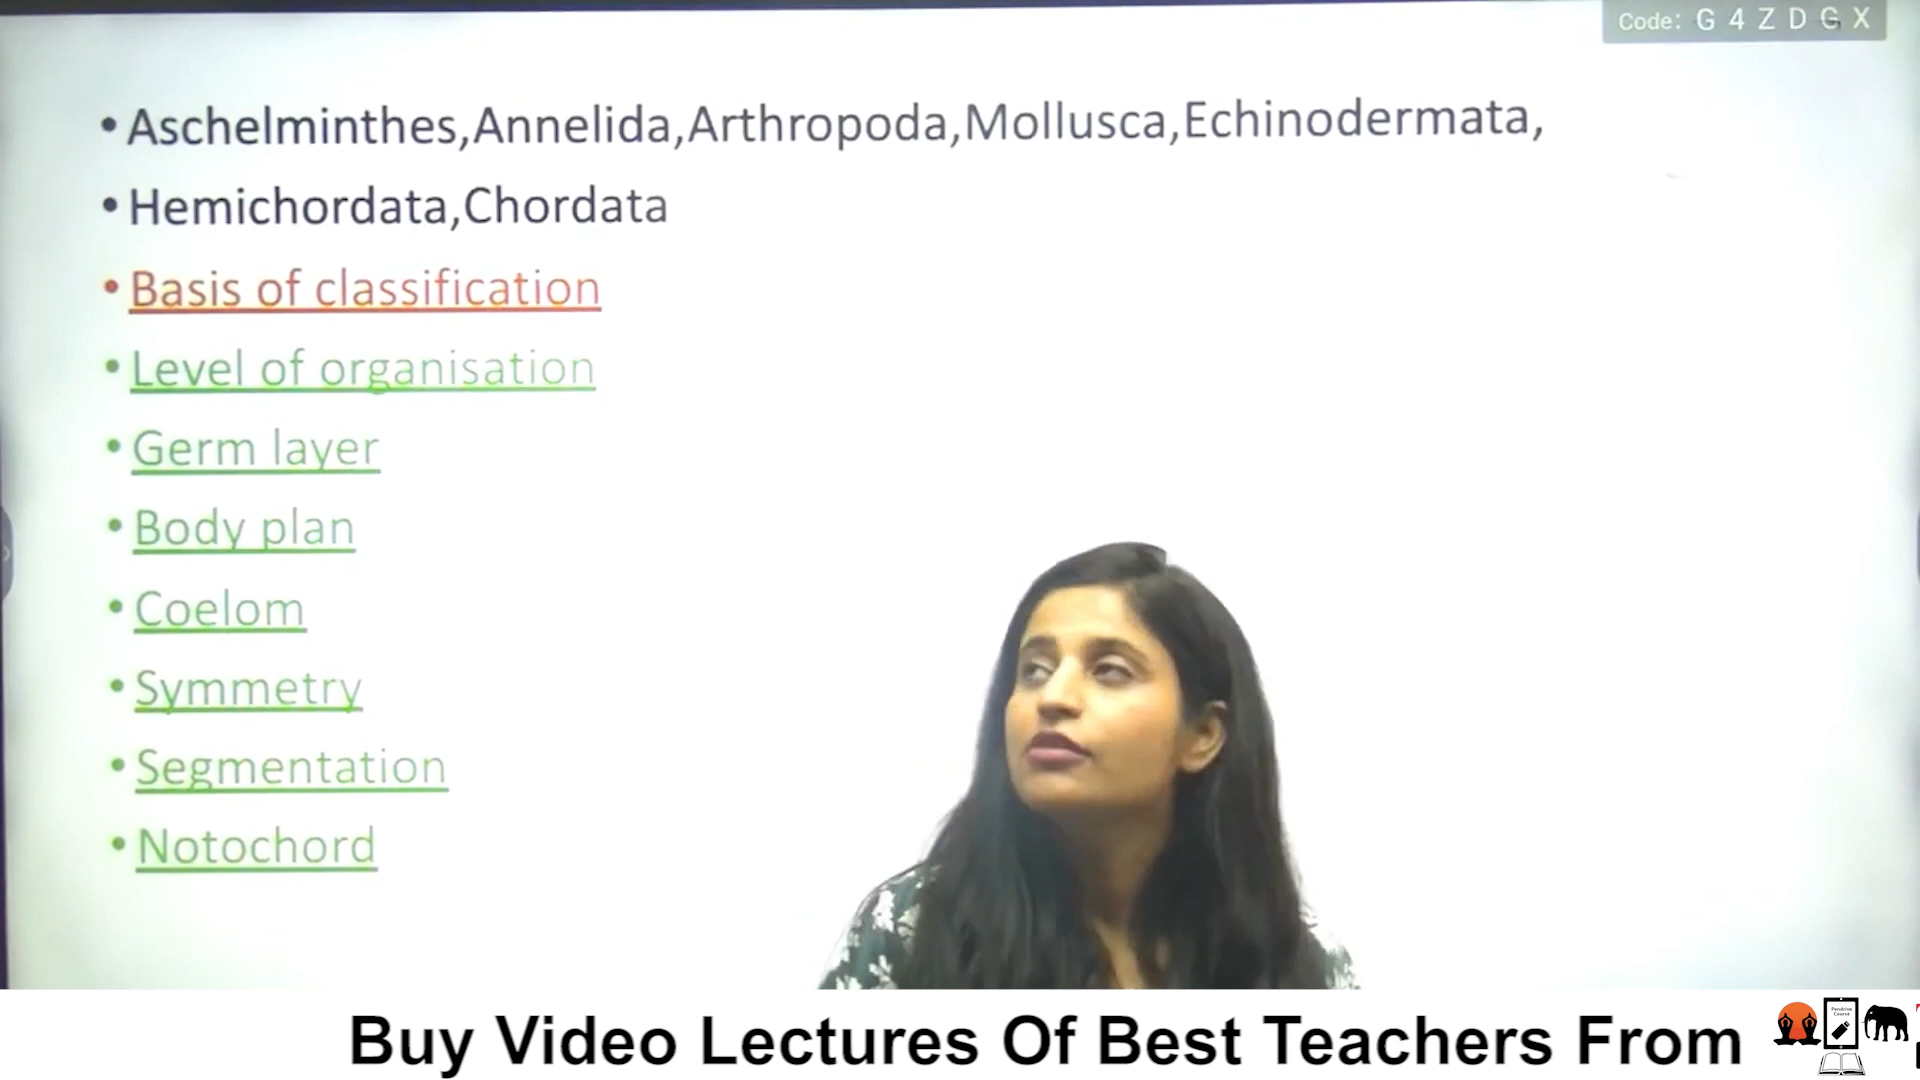 Code: G 4 Z D G X
• Aschelminthes,Annelida,Arthropoda,Mollusca,Echinodermata,
• Hemichordata,Chordata
• Basis of classification
• Level of organisation
• Germ layer
• Body plan
• Coelom
• Symmetry
• Segmentation
• Notochord
Buy Video Lectures Of Best Teachers From